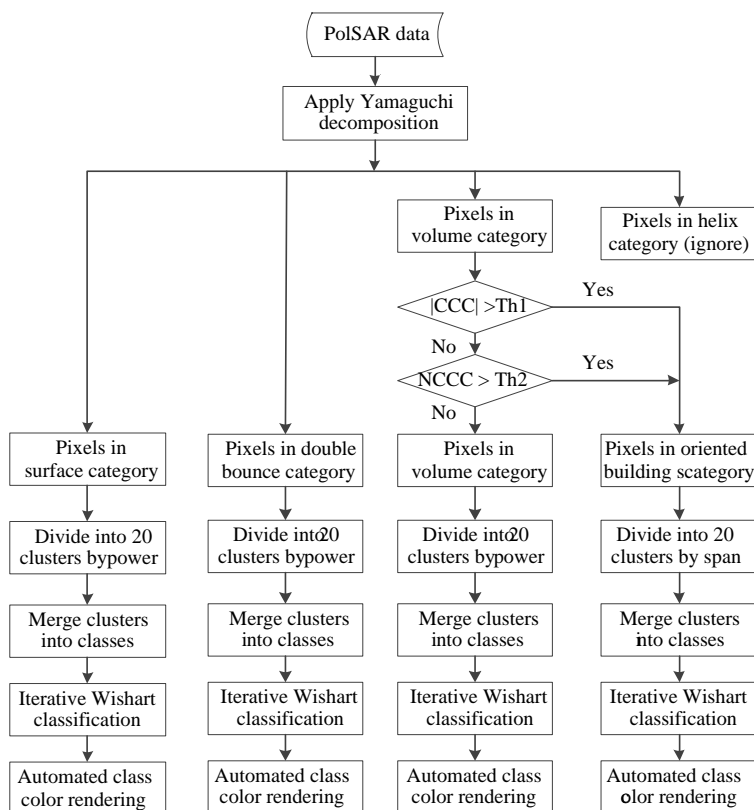 PolSAR data
Apply Yamaguchi
decomposition
Pixels in
volume category
Pixels in helix
category (ignore)
|CCC| >Th1
Yes
No
NCCC > Th2
Yes
No
Pixels in
surface category
Pixels in double
bounce category
Pixels in
volume category
Pixels in oriented
building scategory
Divide into 20
clusters bypower
Divide into20
clusters bypower
Divide into20
clusters bypower
Divide into 20
clusters by span
Merge clusters
into classes
Merge clusters
into classes
Merge clusters
into classes
Merge clusters
into classes
Iterative Wishart
classification
Iterative Wishart
classification
Iterative Wishart
classification
Iterative Wishart
classification
Automated class
color rendering
Automated class
color rendering
Automated class
color rendering
Automated class
color rendering